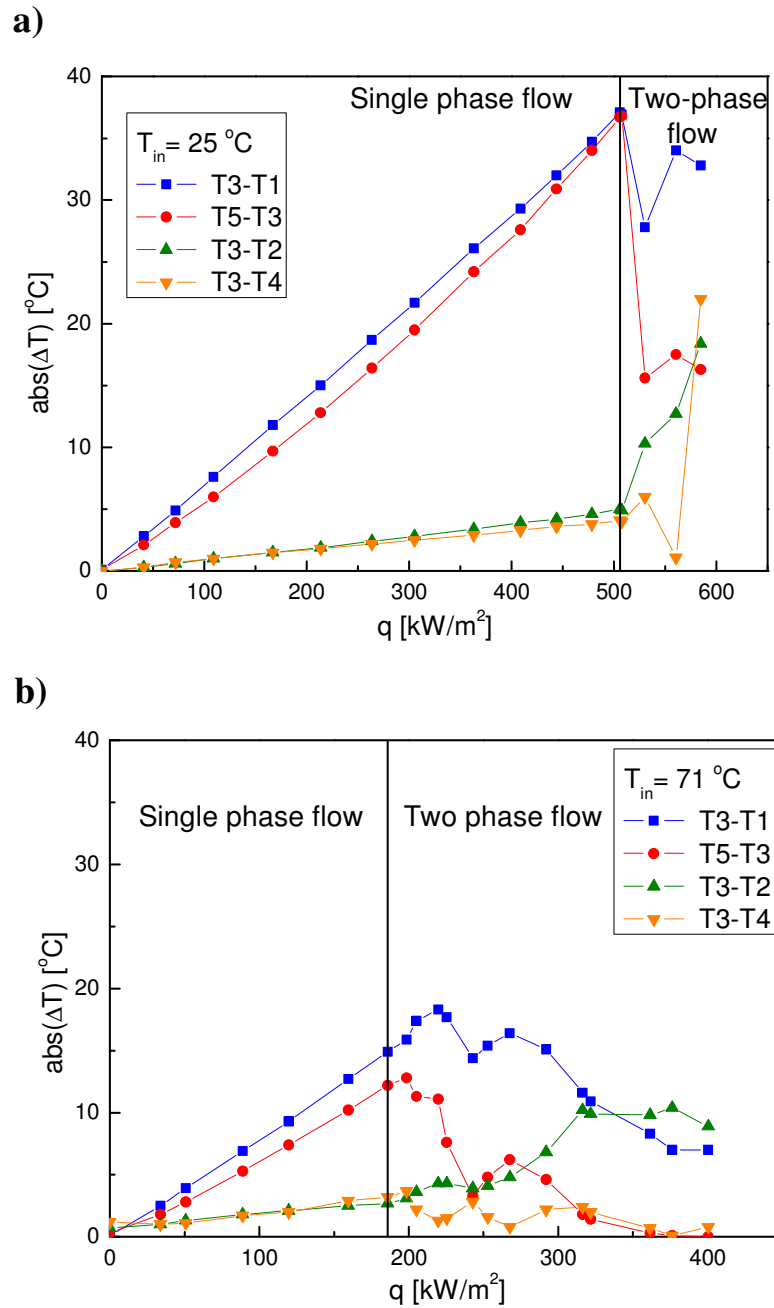 a)
40
30
20
10
0
abs(ΔT) [°C]
Single phase flow
Two-phase
flow
T_in= 25 °C
T3-T1
T5-T3
T3-T2
T3-T4
0 100 200 300 400 500 600
q [kW/m²]
b)
40
30
20
10
0
abs(ΔT) [°C]
Single phase flow
Two phase flow
T_in= 71 °C
T3-T1
T5-T3
T3-T2
T3-T4
0 100 200 300 400
q [kW/m²]